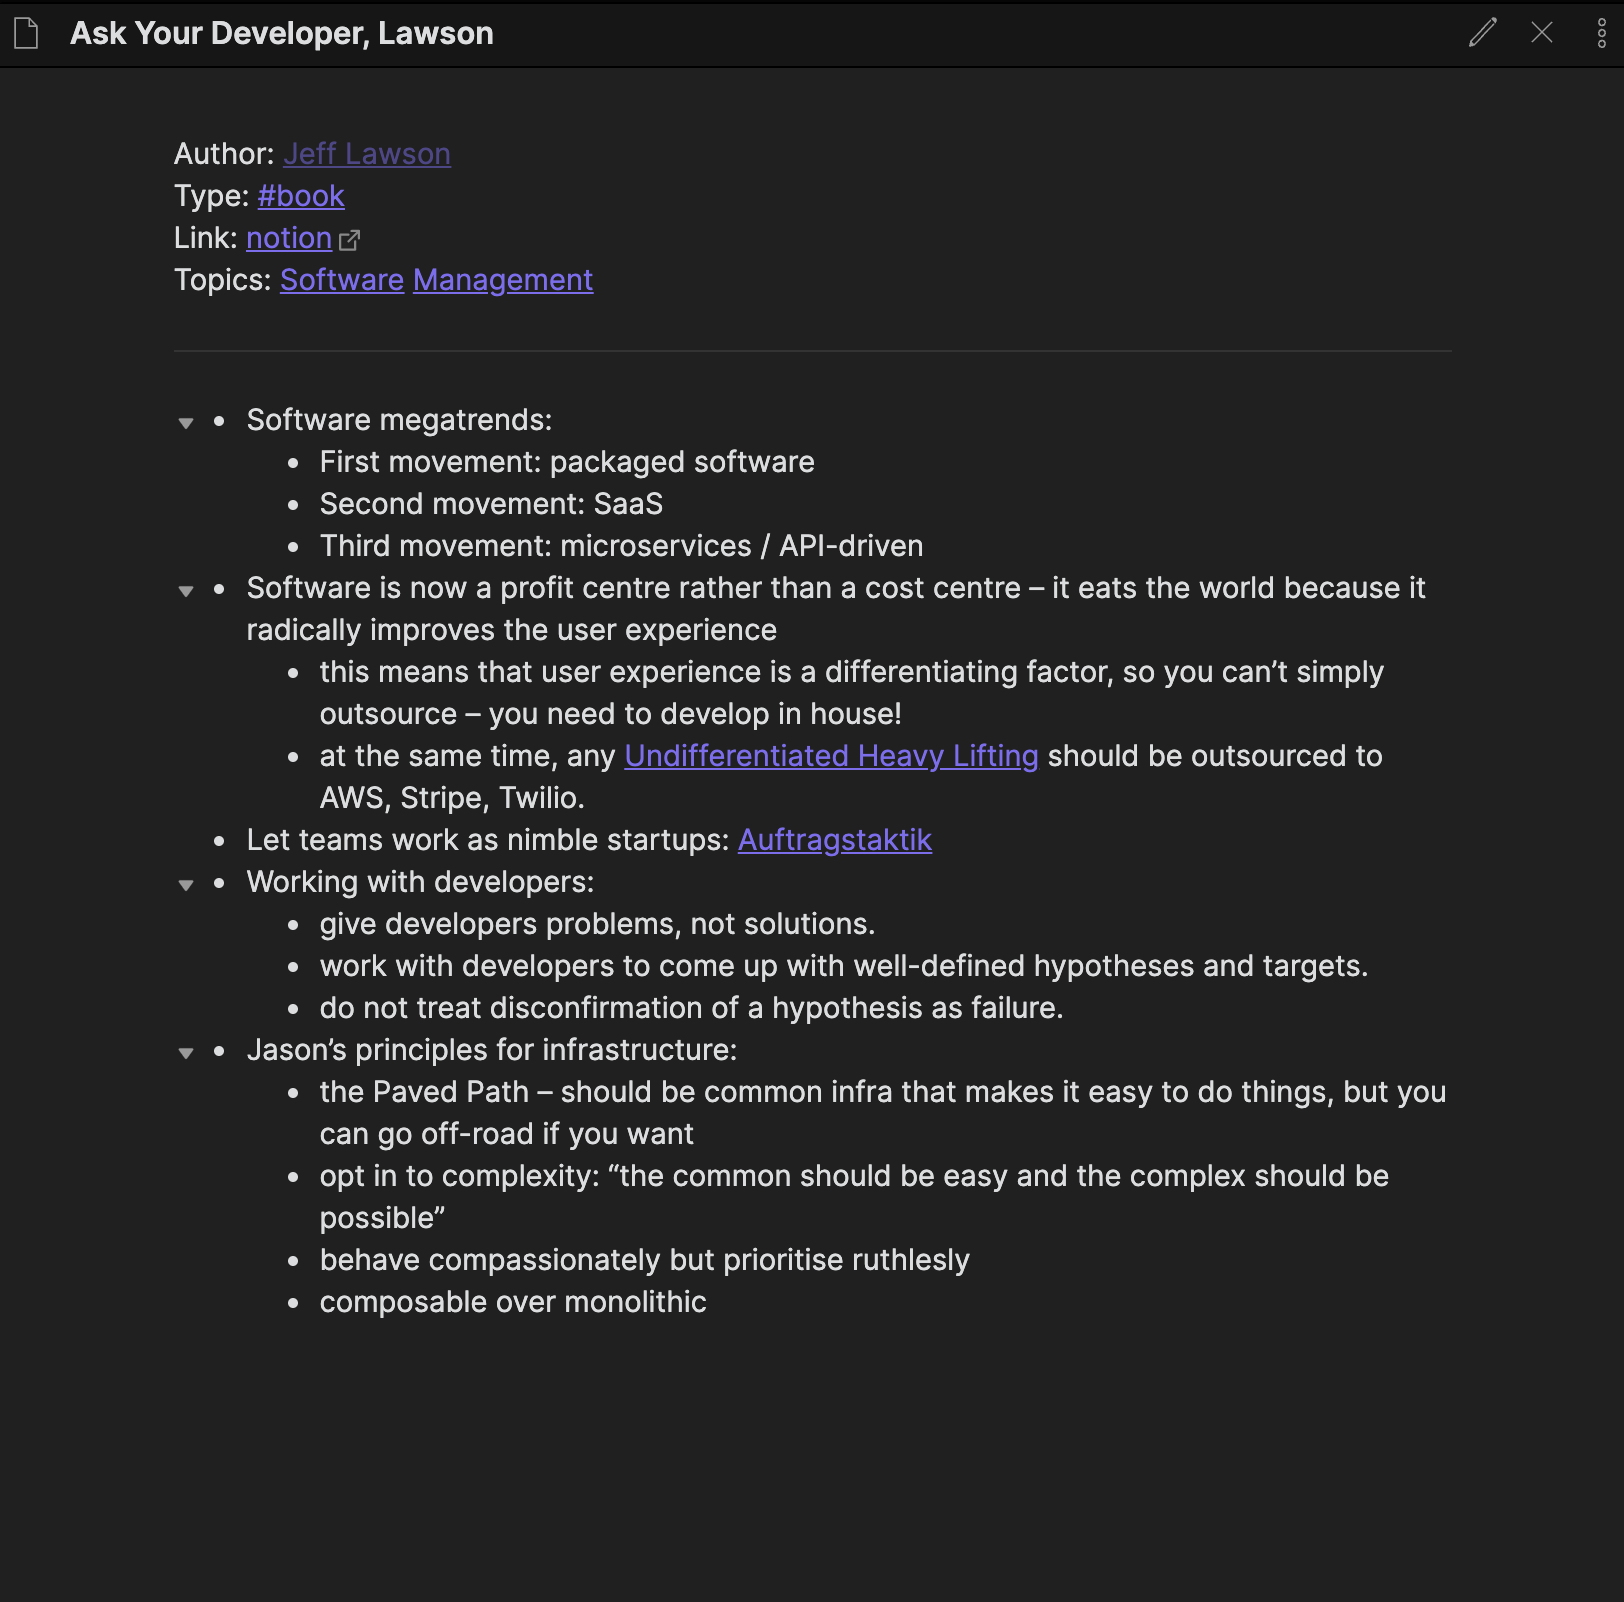 Ask Your Developer, Lawson
Author: Jeff Lawson
Type: #book
Link: notion
Topics: Software Management
Software megatrends:
First movement: packaged software
Second movement: SaaS
Third movement: microservices / API-driven
Software is now a profit centre rather than a cost centre – it eats the world because it
radically improves the user experience
this means that user experience is a differentiating factor, so you can’t simply
outsource – you need to develop in house!
at the same time, any Undifferentiated Heavy Lifting should be outsourced to
AWS, Stripe, Twilio.
Let teams work as nimble startups: Auftragstaktik
Working with developers:
give developers problems, not solutions.
work with developers to come up with well-defined hypotheses and targets.
do not treat disconfirmation of a hypothesis as failure.
Jason’s principles for infrastructure:
the Paved Path – should be common infra that makes it easy to do things, but you
can go off-road if you want
opt in to complexity: “the common should be easy and the complex should be
possible”
behave compassionately but prioritise ruthlesly
composable over monolithic